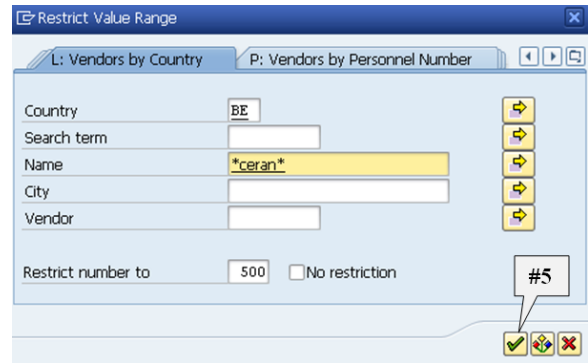 Restrict Value Range
L: Vendors by Country P: Vendors by Personnel Number
Country BE
Search term
Name *ceran*
City
Vendor
Restrict number to 500 No restriction
#5